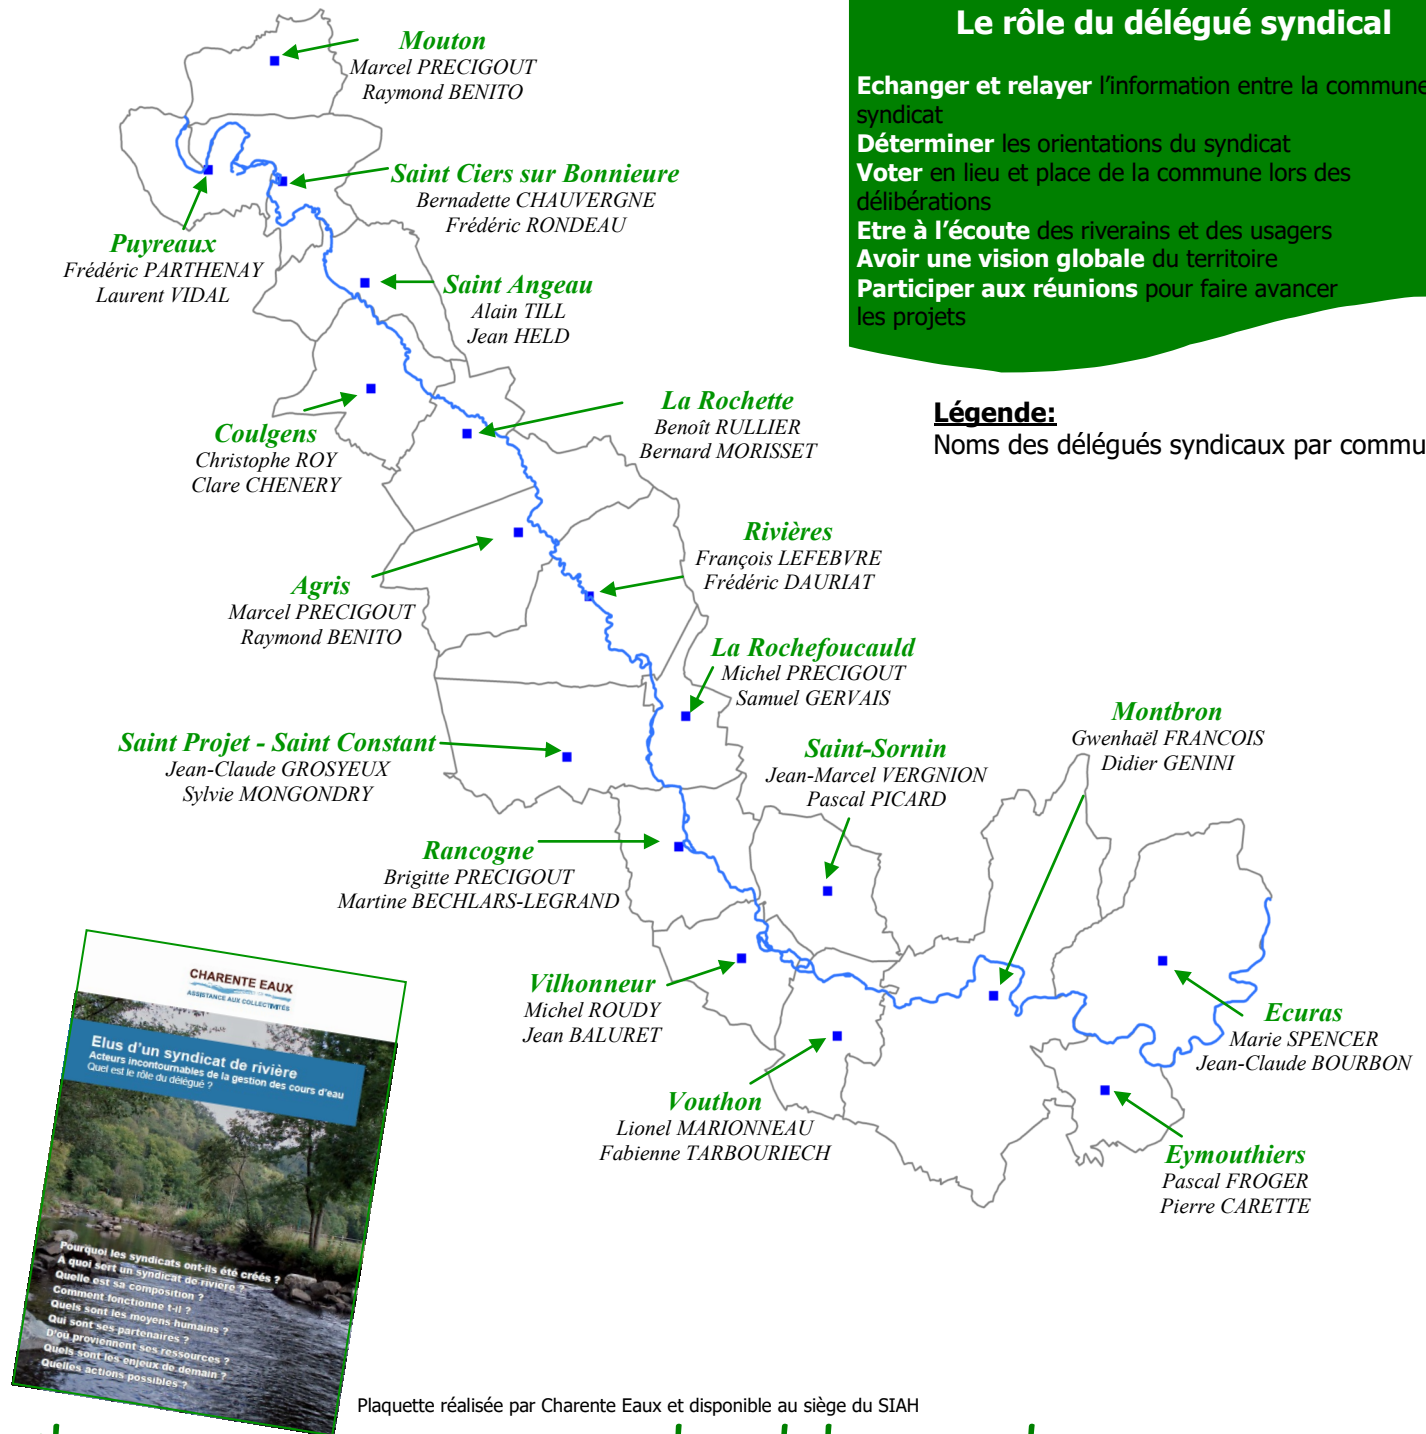 Le rôle du délégué syndical
Echanger et relayer l'information entre la commune
syndicat
Déterminer les orientations du syndicat
Voter en lieu et place de la commune lors des
délibérations
Etre à l'écoute des riverains et des usagers
Avoir une vision globale du territoire
Participer aux réunions pour faire avancer
les projets
Légende:
Noms des délégués syndicaux par commu
Mouton
Marcel PRECIGOUT
Raymond BENITO
Saint Ciers sur Bonnieure
Bernadette CHAUVERGNE
Frédéric RONDEAU
Puyreaux
Frédéric PARTHENAY
Laurent VIDAL
Saint Angeau
Alain TILL
Jean HELD
La Rochette
Benoît RULLIER
Bernard MORISSET
Coulgens
Christophe ROY
Clare CHENERY
Rivières
François LEFEBVRE
Frédéric DAURIAT
Agris
Marcel PRECIGOUT
Raymond BENITO
La Rochefoucauld
Michel PRECIGOUT
Samuel GERVAIS
Saint Projet - Saint Constant
Jean-Claude GROSYEUX
Sylvie MONGONDRY
Montbron
Gwenhaël FRANCOIS
Didier GENINI
Saint-Sornin
Jean-Marcel VERGNION
Pascal PICARD
Rancogne
Brigitte PRECIGOUT
Martine BECHLARS-LEGRAND
Vilhonneur
Michel ROUDY
Jean BALURET
Ecuras
Marie SPENCER
Jean-Claude BOURBON
Vouthon
Lionel MARIONNEAU
Fabienne TARBOURIECH
Eymouthiers
Pascal FROGER
Pierre CARETTE
CHARENTE EAUX
ASSISTANCE AUX COLLECTIVITÉS
Elus d'un syndicat de rivière
Acteurs incontournables de la gestion des cours d'eau
Quel est le rôle du délégué ?
Pourquoi les syndicats ont-ils été créés ?
A quoi sert un syndicat de rivière ?
Quelle est sa composition ?
Comment fonctionne t-il ?
Quels sont les moyens humains ?
Qui sont ses partenaires ?
D'où proviennent ses ressources ?
Quels sont les enjeux de demain ?
Quelles actions possibles ?
Plaquette réalisée par Charente Eaux et disponible au siège du SIAH